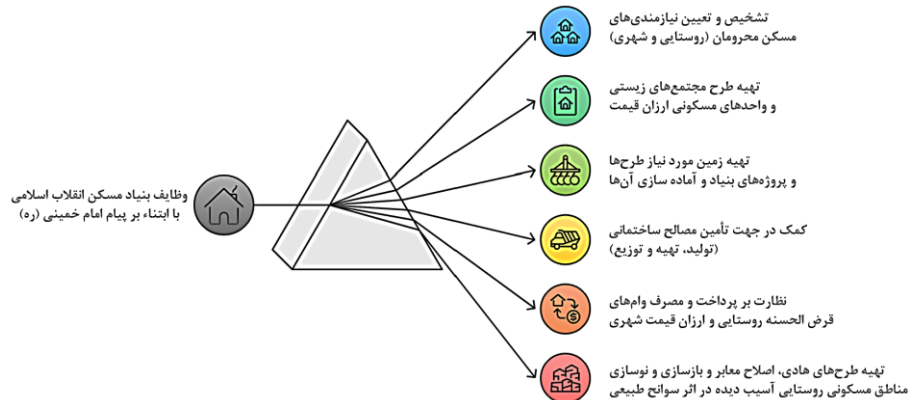 تشخیص و تعیین نیازمندی‌های
مسکن محرومان (روستایی و شهری)
تهیه طرح مجتمع‌های زیستی
و واحدهای مسکونی ارزان قیمت
تهیه زمین مورد نیاز طرح‌ها
و پروژه‌های بنیاد و آماده سازی آن‌ها
وظایف بنیاد مسکن انقلاب اسلامی
با ابتناء بر پیام امام خمینی (ره)
کمک در جهت تأمین مصالح ساختمانی
(تولید، تهیه و توزیع)
نظارت بر پرداخت و مصرف وام‌های
قرض الحسنه روستایی و ارزان قیمت شهری
تهیه طرح‌های هادی، اصلاح معابر و بازسازی و نوسازی
مناطق مسکونی روستایی آسیب دیده در اثر سوانح طبیعی